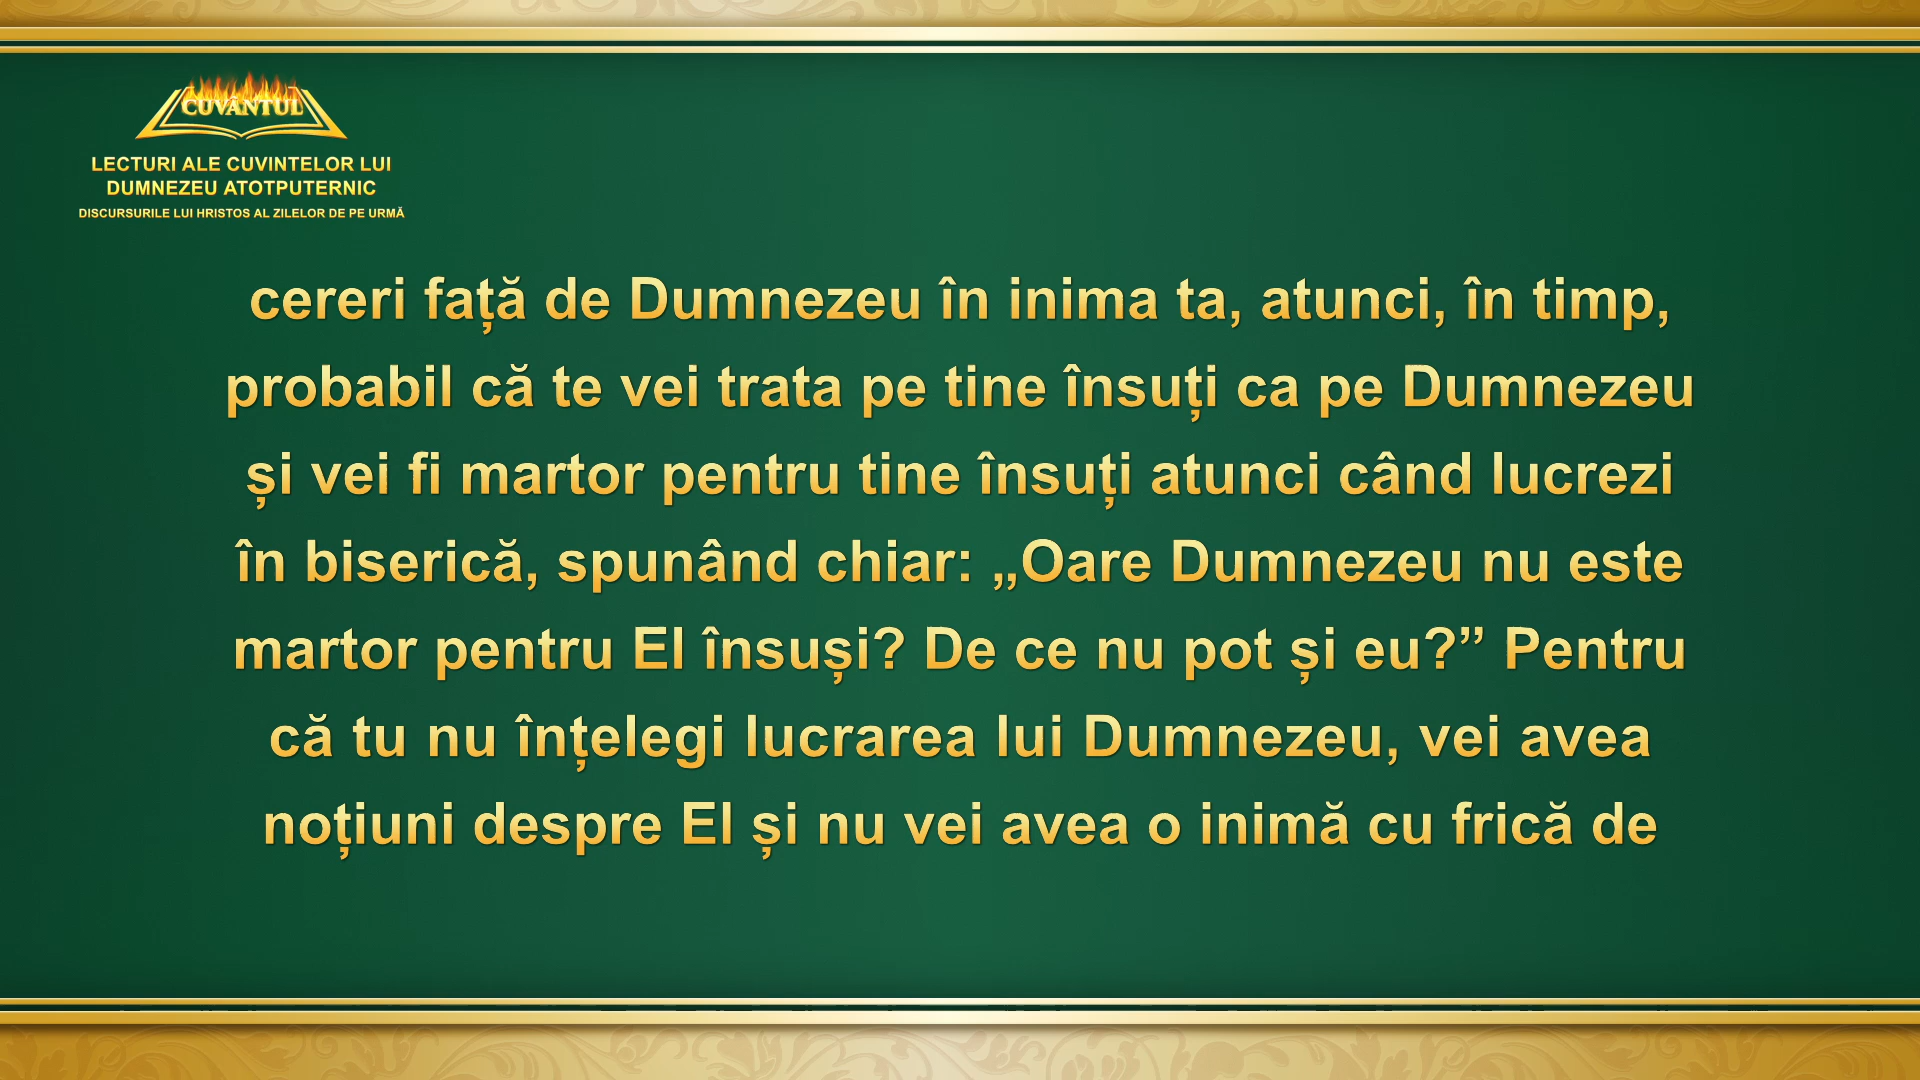 CUVÂNTUL
LECTURI ALE CUVINTELOR LUI
DUMNEZEU ATOTPUTERNIC
DISCURSURILE LUI HRISTOS AL ZILELOR DE PE URMĂ
cereri față de Dumnezeu în inima ta, atunci, în timp,
probabil că te vei trata pe tine însuți ca pe Dumnezeu
și vei fi martor pentru tine însuți atunci când lucrezi
în biserică, spunând chiar: „Oare Dumnezeu nu este
martor pentru El însuși? De ce nu pot și eu?” Pentru
că tu nu înțelegi lucrarea lui Dumnezeu, vei avea
noțiuni despre El și nu vei avea o inimă cu frică de